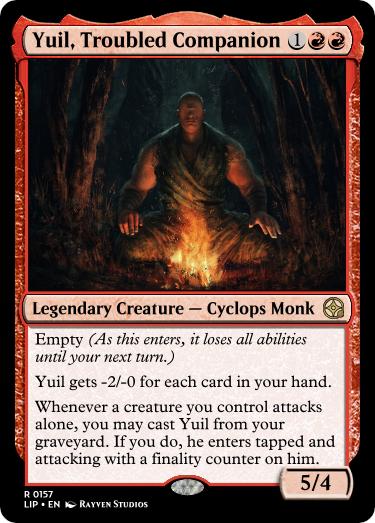 Yuil, Troubled Companion 1
Legendary Creature — Cyclops Monk
Empty (As this enters, it loses all abilities
until your next turn.)
Yuil gets -2/-0 for each card in your hand.
Whenever a creature you control attacks
alone, you may cast Yuil from your
graveyard. If you do, he enters tapped and
attacking with a finality counter on him.
5/4
R 0157
LIP • EN Rayven Studios